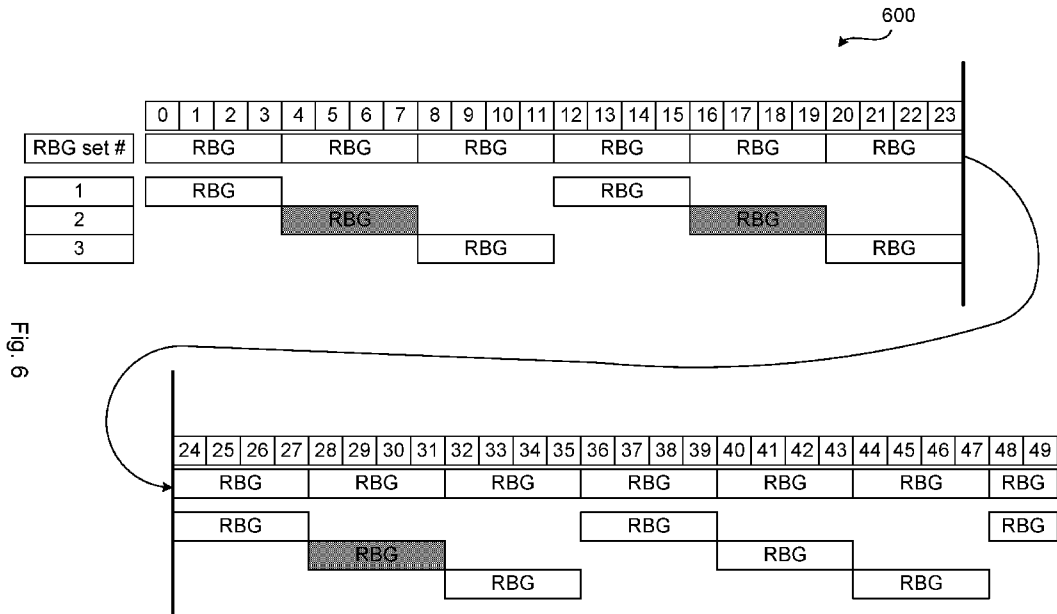 600
0 1 2 3 4 5 6 7 8 9 10 11 12 13 14 15 16 17 18 19 20 21 22 23
RBG set # RBG RBG RBG RBG RBG RBG
1 RBG RBG
2 RBG RBG
3 RBG RBG
Fig. 6
24 25 26 27 28 29 30 31 32 33 34 35 36 37 38 39 40 41 42 43 44 45 46 47 48 49
RBG RBG RBG RBG RBG RBG RBG
RBG RBG RBG
RBG RBG
RBG RBG